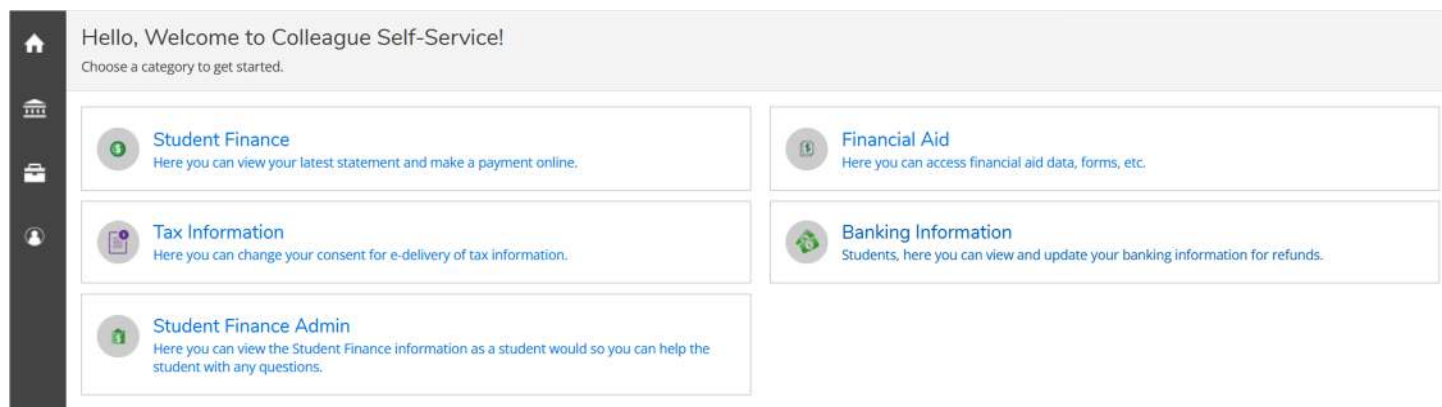 Hello, Welcome to Colleague Self-Service!
Choose a category to get started.
Student Finance
Here you can view your latest statement and make a payment online.
Financial Aid
Here you can access financial aid data, forms, etc.
Tax Information
Here you can change your consent for e-delivery of tax information.
Banking Information
Students, here you can view and update your banking information for refunds.
Student Finance Admin
Here you can view the Student Finance information as a student would so you can help the
student with any questions.